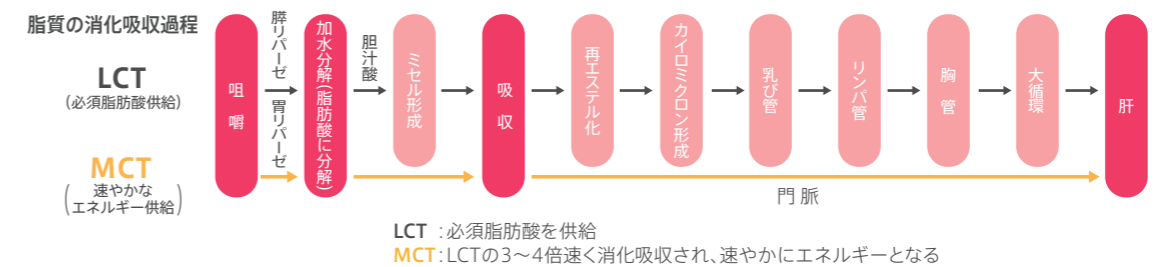 脂質の消化吸収過程
LCT
(必須脂肪酸供給)
MCT
(速やかな
エネルギー供給)
咀嚼
膵リパーゼ
胃リパーゼ
加水分解(脂肪酸に分解)
胆汁酸
ミセル形成
吸収
再エステル化
カイロミクロン形成
乳び管
リンパ管
胸管
大循環
肝
門脈
LCT:必須脂肪酸を供給
MCT:LCTの3〜4倍速く消化吸収され、速やかにエネルギーとなる